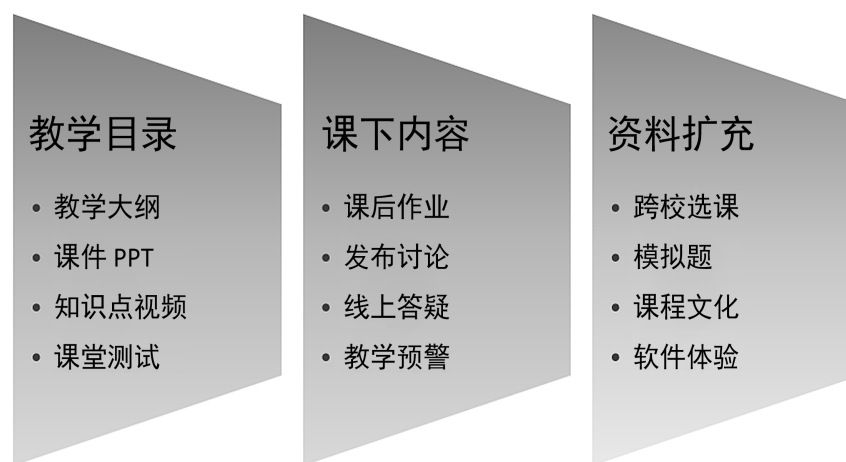 教学目录
• 教学大纲
• 课件 PPT
• 知识点视频
• 课堂测试
课下内容
• 课后作业
• 发布讨论
• 线上答疑
• 教学预警
资料扩充
• 跨校选课
• 模拟题
• 课程文化
• 软件体验